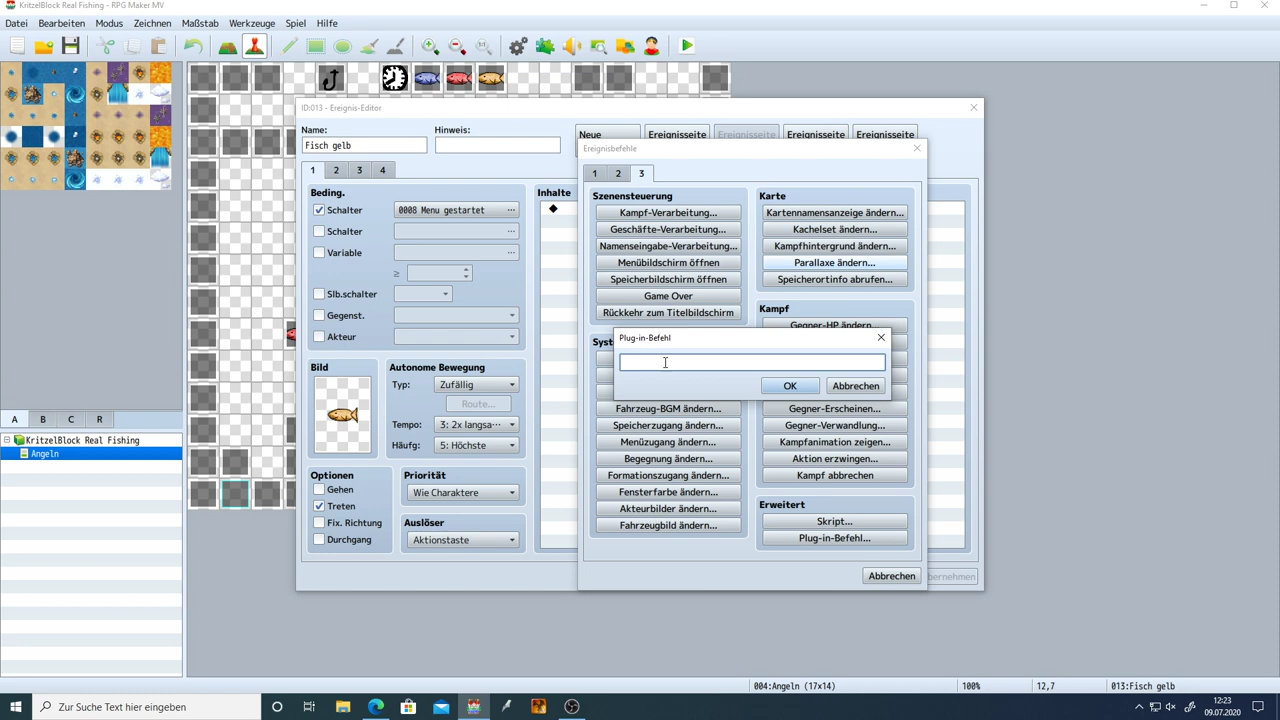 KritzelBlock Real Fishing - RPG Maker MV
Datei Bearbeiten Modus Zeichnen Maßstab Werkzeuge Spiel Hilfe
ID:013 - Ereignis-Editor
Name: Hinweis:
Fisch gelb
Neue Ereignisseite Ereignisseite Ereignisseite Ereignisseite
1 2 3 4
Beding.
Schalter 0008 Menu gestartet ...
Schalter ...
Variable ...
≥
Slb.schalter
Gegenst.
Akteur
Bild
Autonome Bewegung
Typ: Zufällig
Route...
Tempo: 3: 2x langsa···
Häufig: 5: Höchste
Optionen
Gehen
Treten
Fix. Richtung
Durchgang
Priorität
Wie Charaktere
Auslöser
Aktionstaste
Inhalte
◆
Ereignisbefehle
1 2 3
Szenensteuerung
Kampf-Verarbeitung...
Geschäfte-Verarbeitung...
Namenseingabe-Verarbeitung...
Menübildschirm öffnen
Speicherbildschirm öffnen
Game Over
Rückkehr zum Titelbildschirm
Syst
Fahrzeug-BGM ändern...
Speicherzugang ändern...
Menüzugang ändern...
Begegnung ändern...
Formationszugang ändern...
Fensterfarbe ändern...
Akteurbilder ändern...
Fahrzeugbild ändern...
Karte
Kartennamensanzeige ändern...
Kachelset ändern...
Kampfhintergrund ändern...
Parallaxe ändern...
Speicherortinfo abrufen...
Kampf
Gegner-HP ändern...
Gegner-Erscheinen...
Gegner-Verwandlung...
Kampfanimation zeigen...
Aktion erzwingen...
Kampf abbrechen
Erweitert
Skript...
Plug-in-Befehl...
Abbrechen
bernehmen
Plug-in-Befehl
OK Abbrechen
A B C R
KritzelBlock Real Fishing
Angeln
004:Angeln (17x14) 100% 12,7 013:Fisch gelb
Zur Suche Text hier eingeben
12:23
09.07.2020